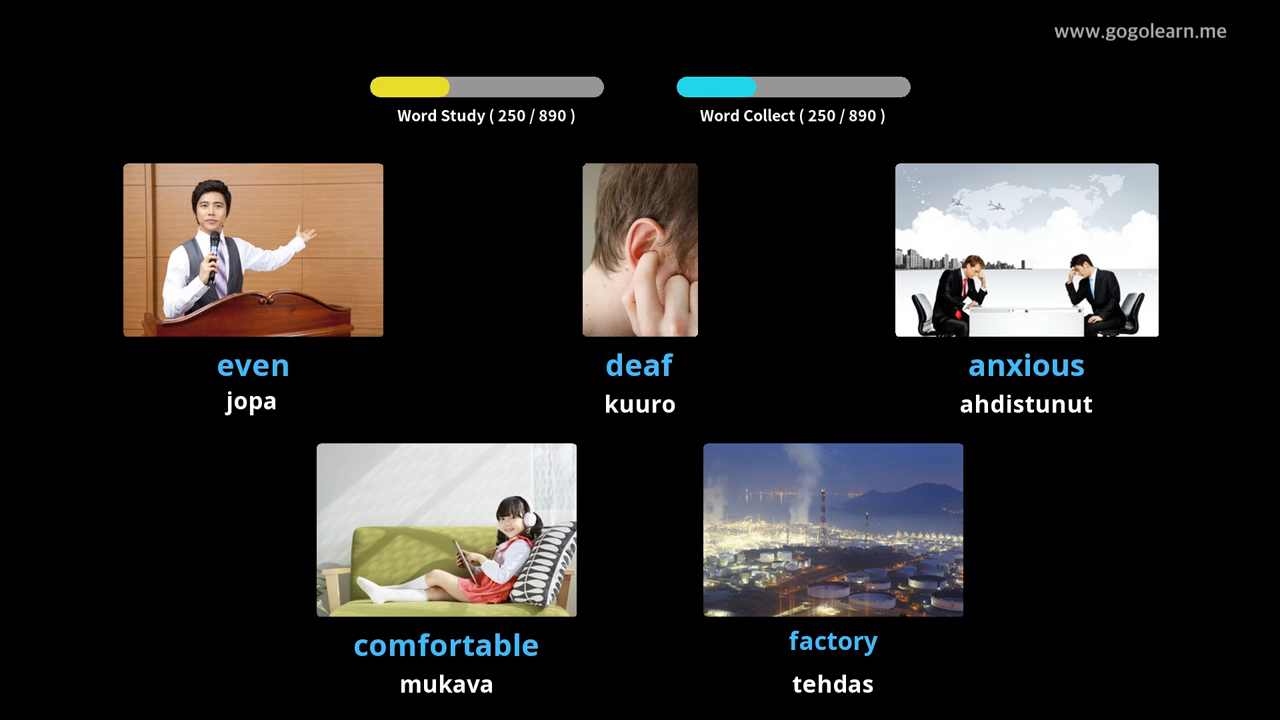 www.gogolearn.me
Word Study ( 250 / 890 )
Word Collect ( 250 / 890 )
even
jopa
deaf
kuuro
anxious
ahdistunut
comfortable
mukava
factory
tehdas